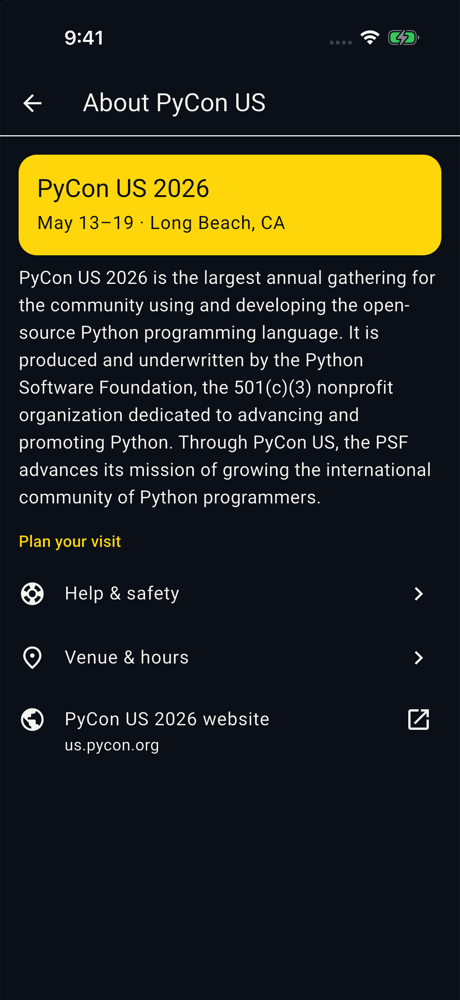 9:41
About PyCon US
PyCon US 2026
May 13–19 · Long Beach, CA
PyCon US 2026 is the largest annual gathering for
the community using and developing the open-
source Python programming language. It is
produced and underwritten by the Python
Software Foundation, the 501(c)(3) nonprofit
organization dedicated to advancing and
promoting Python. Through PyCon US, the PSF
advances its mission of growing the international
community of Python programmers.
Plan your visit
Help & safety
Venue & hours
PyCon US 2026 website
us.pycon.org